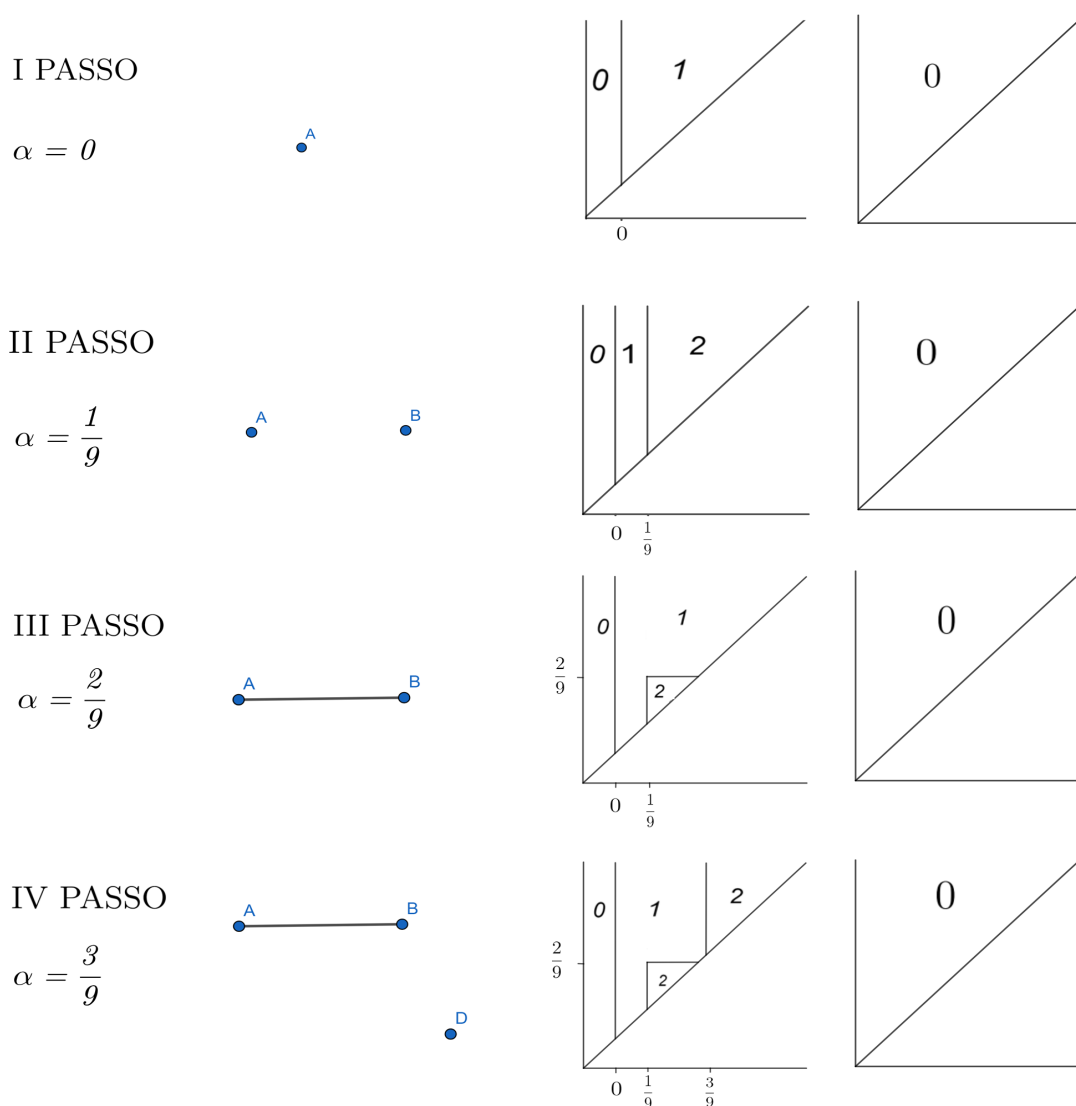 I PASSO
α = 0
A
0 1
0
0
II PASSO
α = 1/9
A B
0 1 2
0 1/9
0
III PASSO
α = 2/9
A B
0 1
2/9
2
0 1/9
0
IV PASSO
α = 3/9
A B
D
0 1 2
2/9
2
0 1/9 3/9
0